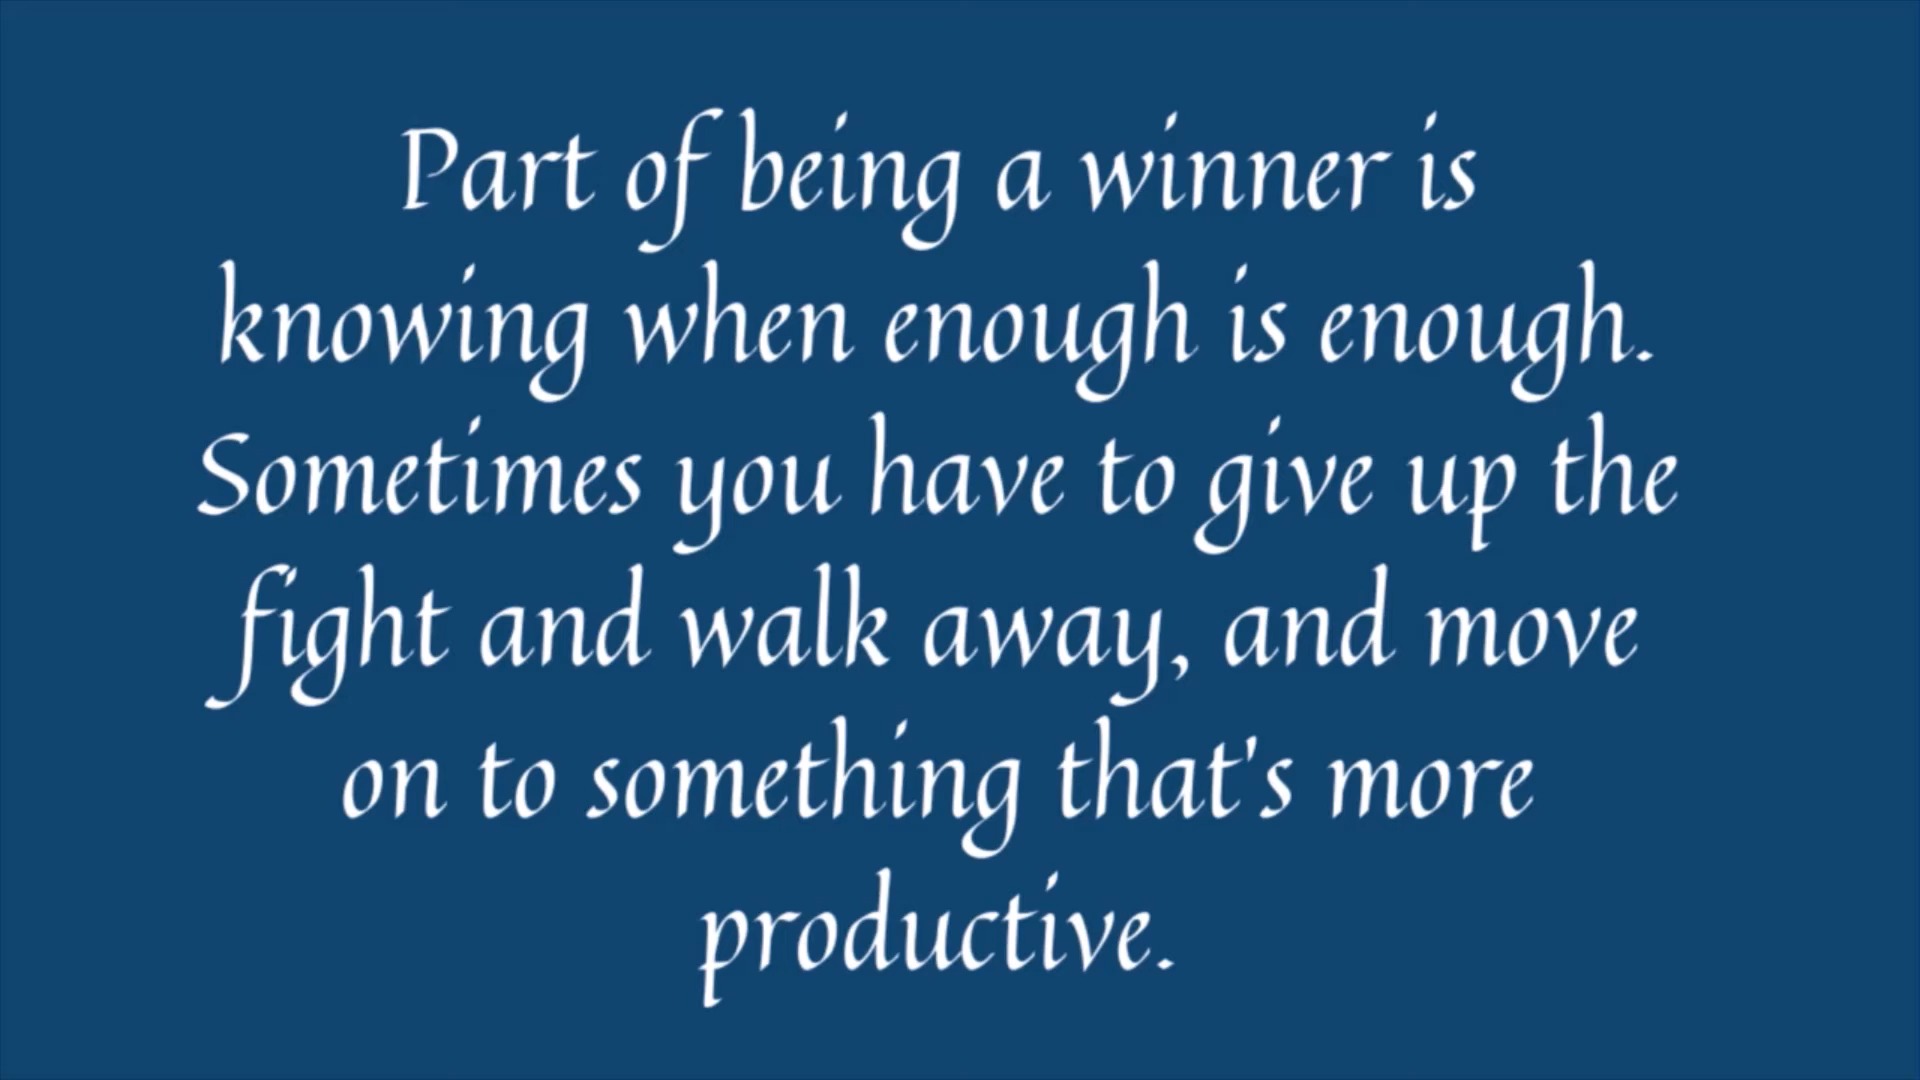 Part of being a winner is
knowing when enough is enough.
Sometimes you have to give up the
fight and walk away, and move
on to something that's more
productive.